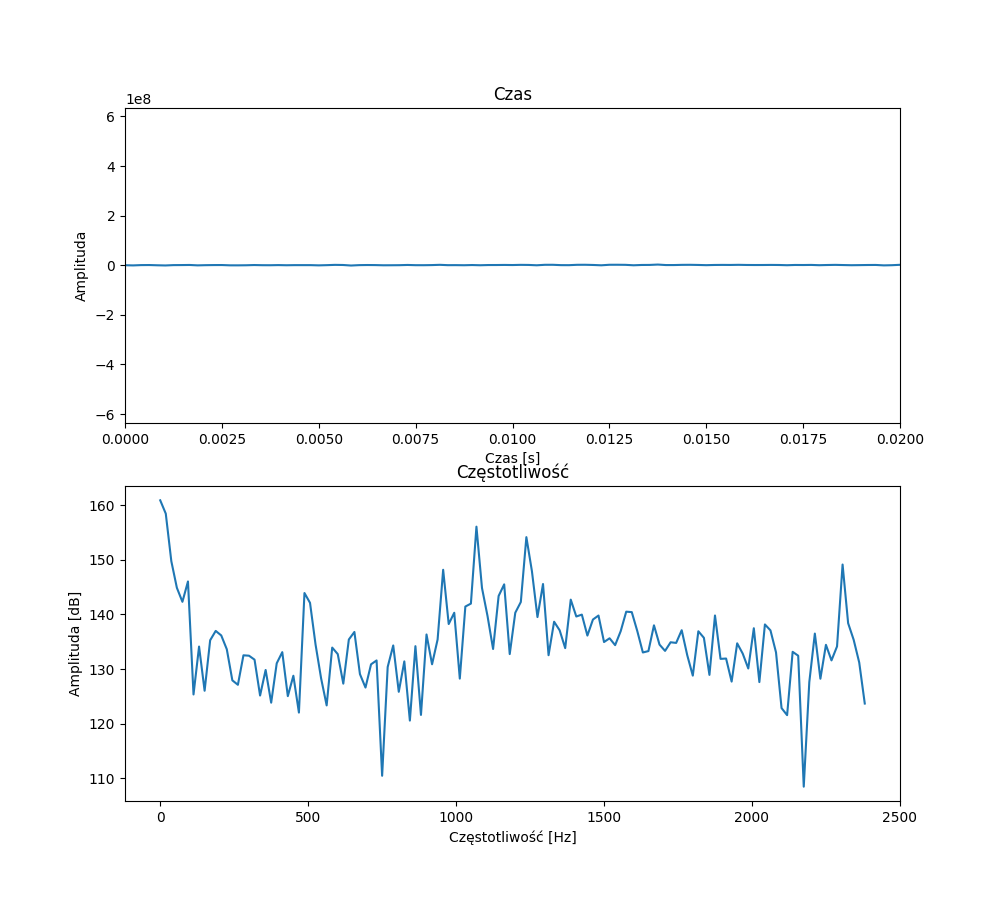 Czas
1e8
6
4
2
0
−2
−4
−6
Amplituda
0.0000 0.0025 0.0050 0.0075 0.0100 0.0125 0.0150 0.0175 0.0200
Czas [s]
Częstotliwość
160
150
140
130
120
110
Amplituda [dB]
0 500 1000 1500 2000 2500
Częstotliwość [Hz]